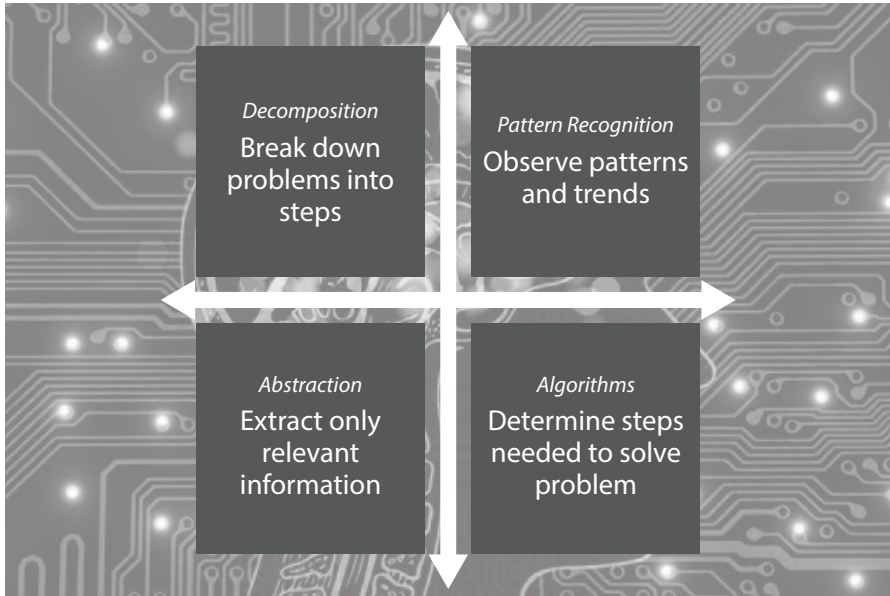 Decomposition
Break down
problems into
steps
Pattern Recognition
Observe patterns
and trends
Abstraction
Extract only
relevant
information
Algorithms
Determine steps
needed to solve
problem